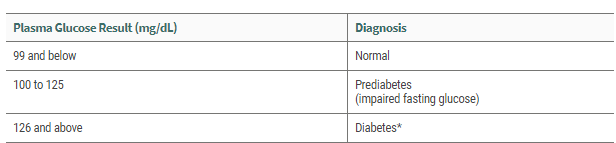 Plasma Glucose Result (mg/dL) Diagnosis
99 and below Normal
100 to 125 Prediabetes
(impaired fasting glucose)
126 and above Diabetes*